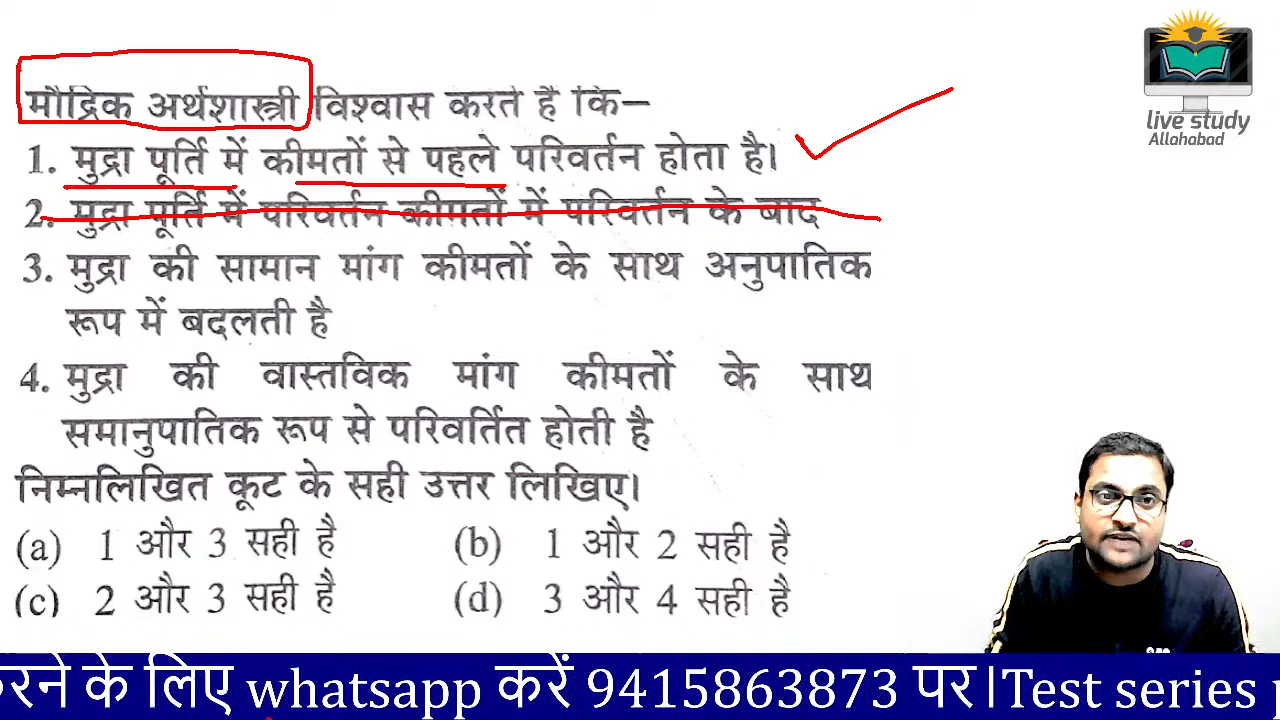 मौद्रिक अर्थशास्त्री विश्वास करते है कि–
1. मुद्रा पूर्ति में कीमतों से पहले परिवर्तन होता है।
2. मुद्रा पूर्ति में परिवर्तन कीमतों में परिवर्तन के बाद
3. मुद्रा की सामान मांग कीमतों के साथ अनुपातिक
रूप में बदलती है
4. मुद्रा की वास्तविक मांग कीमतों के साथ
समानुपातिक रूप से परिवर्तित होती है
निम्नलिखित कूट के सही उत्तर लिखिए।
(a) 1 और 3 सही है (b) 1 और 2 सही है
(c) 2 और 3 सही है (d) 3 और 4 सही है
live study
Allahabad
करने के लिए whatsapp करें 9415863873 पर।Test series